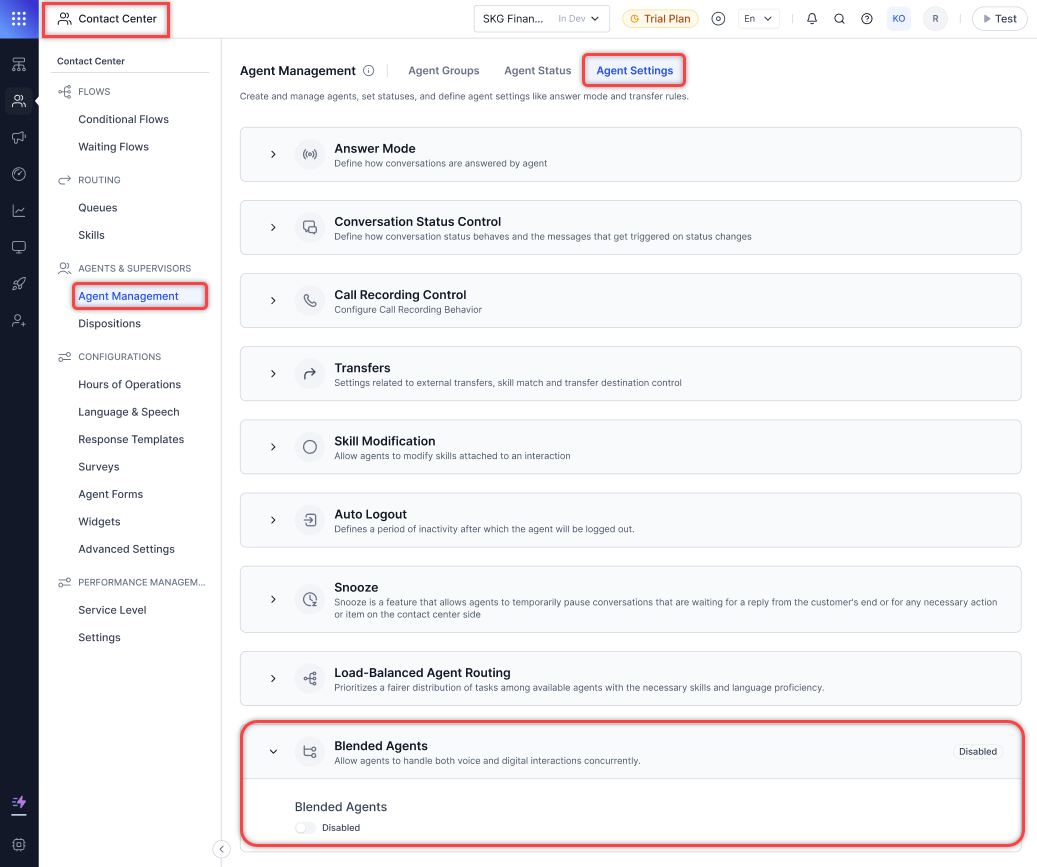 Contact Center
SKG Finan... In Dev
Trial Plan
En
KO
R
Test
Contact Center
FLOWS
Conditional Flows
Waiting Flows
ROUTING
Queues
Skills
AGENTS & SUPERVISORS
Agent Management
Dispositions
CONFIGURATIONS
Hours of Operations
Language & Speech
Response Templates
Surveys
Agent Forms
Widgets
Advanced Settings
PERFORMANCE MANAGEM...
Service Level
Settings
Agent Management
Agent Groups
Agent Status
Agent Settings
Create and manage agents, set statuses, and define agent settings like answer mode and transfer rules.
Answer Mode
Define how conversations are answered by agent
Conversation Status Control
Define how conversation status behaves and the messages that get triggered on status changes
Call Recording Control
Configure Call Recording Behavior
Transfers
Settings related to external transfers, skill match and transfer destination control
Skill Modification
Allow agents to modify skills attached to an interaction
Auto Logout
Defines a period of inactivity after which the agent will be logged out.
Snooze
Snooze is a feature that allows agents to temporarily pause conversations that are waiting for a reply from the customer's end or for any necessary action
or item on the contact center side
Load-Balanced Agent Routing
Prioritizes a fairer distribution of tasks among available agents with the necessary skills and language proficiency.
Blended Agents
Allow agents to handle both voice and digital interactions concurrently.
Disabled
Blended Agents
Disabled